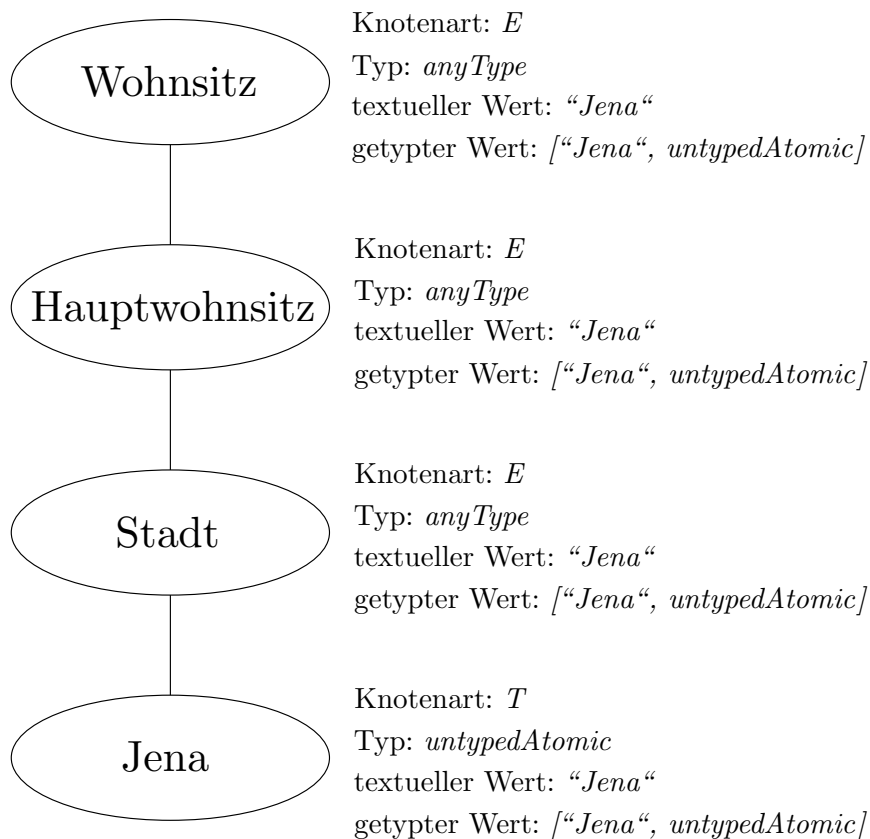 Wohnsitz
Knotenart: E
Typ: anyType
textueller Wert: “Jena“
getypter Wert: [“Jena“, untypedAtomic]
Hauptwohnsitz
Knotenart: E
Typ: anyType
textueller Wert: “Jena“
getypter Wert: [“Jena“, untypedAtomic]
Stadt
Knotenart: E
Typ: anyType
textueller Wert: “Jena“
getypter Wert: [“Jena“, untypedAtomic]
Jena
Knotenart: T
Typ: untypedAtomic
textueller Wert: “Jena“
getypter Wert: [“Jena“, untypedAtomic]